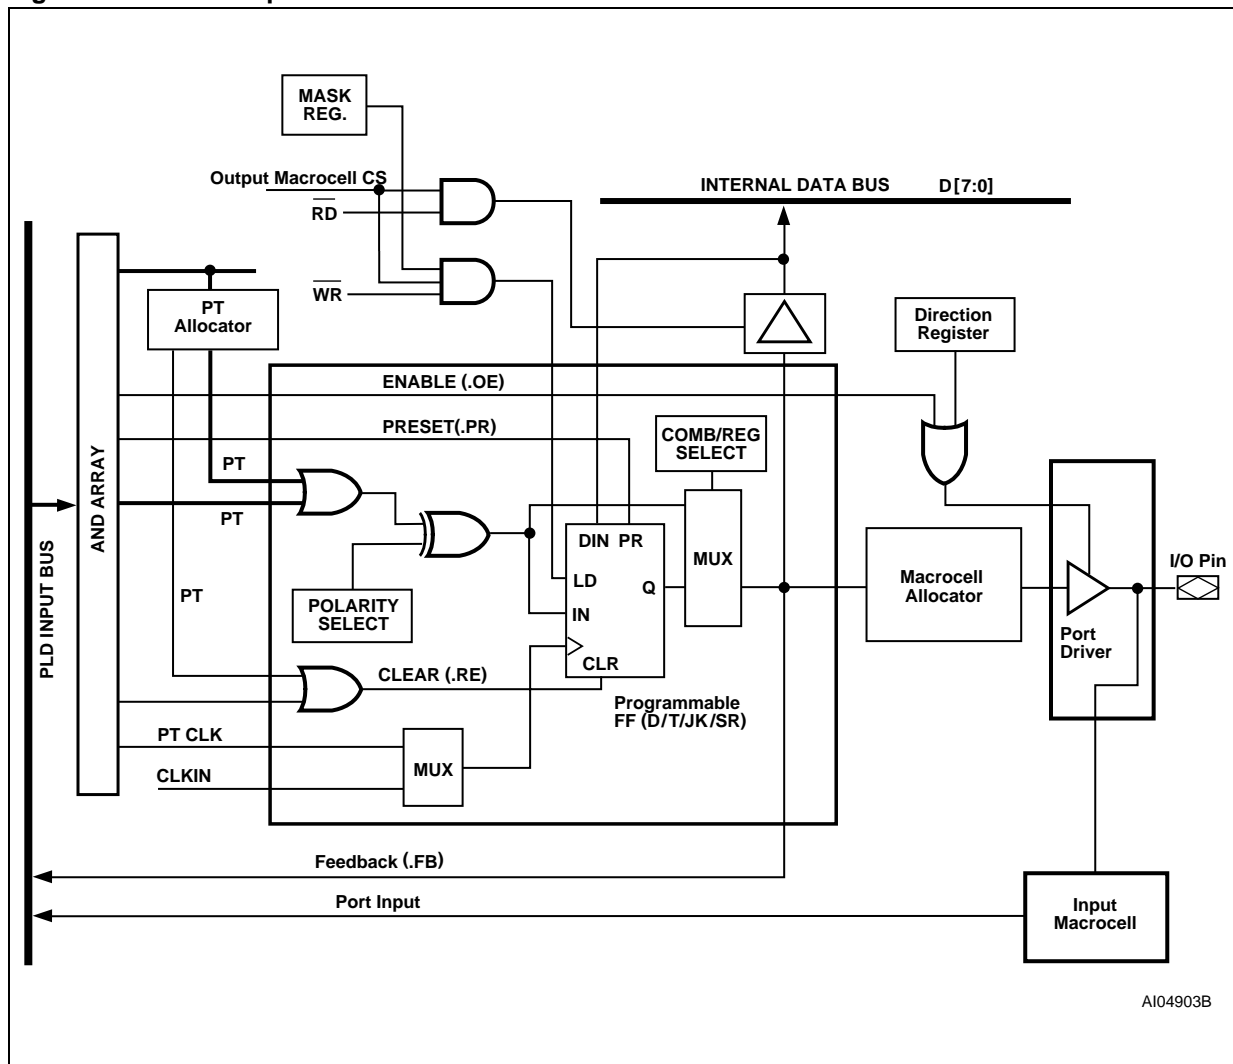 MASK
REG.
Output Macrocell CS
RD
WR
INTERNAL DATA BUS D[7:0]
PT
Allocator
Direction
Register
ENABLE (.OE)
PRESET(.PR)
COMB/REG
SELECT
PT
PT
AND ARRAY
PLD INPUT BUS
DIN PR
MUX
LD
Q
IN
CLR
POLARITY
SELECT
PT
Macrocell
Allocator
I/O Pin
Port
Driver
CLEAR (.RE)
Programmable
FF (D/T/JK/SR)
PT CLK
MUX
CLKIN
Feedback (.FB)
Port Input
Input
Macrocell
AI04903B